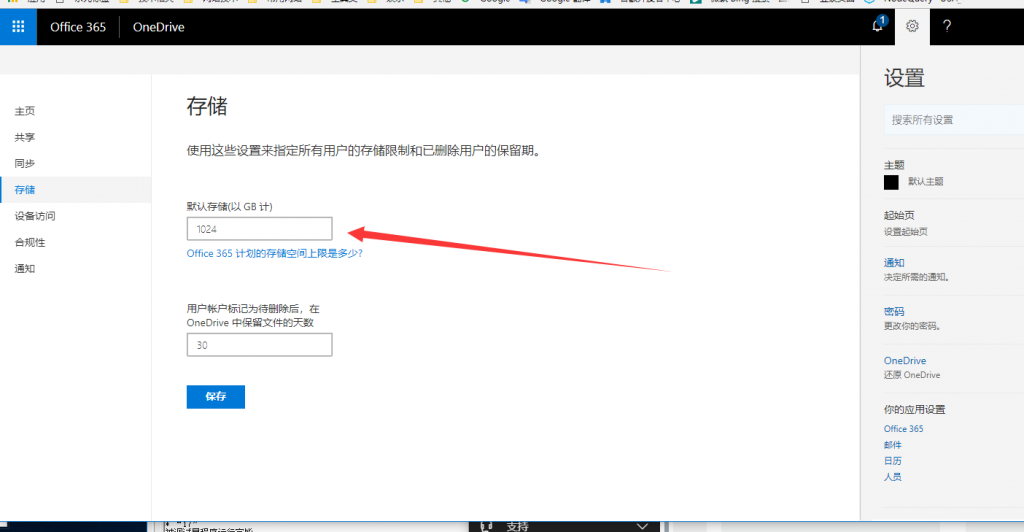 Office 365
OneDrive
1
?
设置
搜索所有设置
主页
共享
同步
存储
设备访问
合规性
通知
存储
使用这些设置来指定所有用户的存储限制和已删除用户的保留期。
默认存储(以 GB 计)
1024
Office 365 计划的存储空间上限是多少?
用户帐户标记为待删除后，在
OneDrive 中保留文件的天数
30
保存
主题
默认主题
起始页
设置起始页
通知
决定所需的通知。
密码
更改你的密码。
OneDrive
还原 OneDrive
你的应用设置
Office 365
邮件
日历
人员
支持